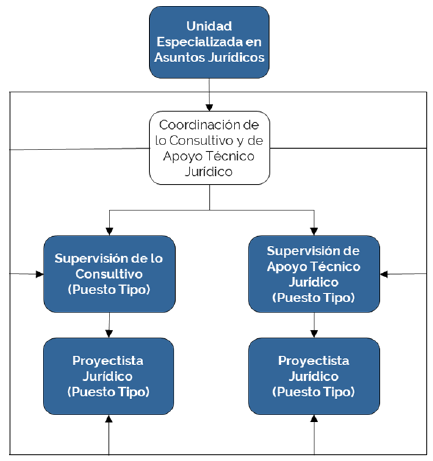 Unidad
Especializada en
Asuntos Jurídicos
Coordinación de
lo Consultivo y de
Apoyo Técnico
Jurídico
Supervisión de lo
Consultivo
(Puesto Tipo)
Supervisión de
Apoyo Técnico
Jurídico
(Puesto Tipo)
Proyectista
Jurídico
(Puesto Tipo)
Proyectista
Jurídico
(Puesto Tipo)